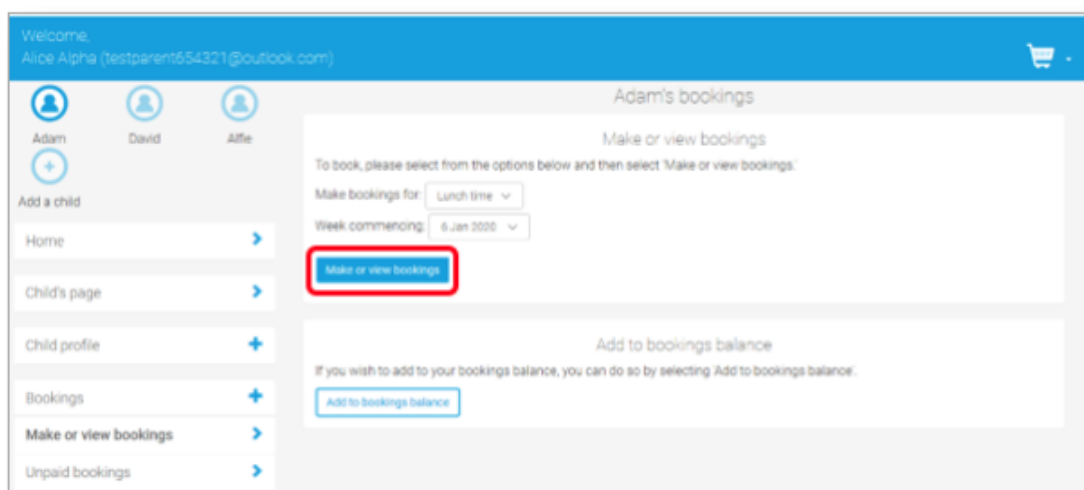 Welcome,
Alice Alpha (testparent654321@outlook.com)
Adam
David
Alfie
Add a child
Home
Child's page
Child profile
Bookings
Make or view bookings
Unpaid bookings
Adam's bookings
Make or view bookings
To book, please select from the options below and then select 'Make or view bookings.'
Make bookings for: Lunch time
Week commencing: 6 Jan 2020
Make or view bookings
Add to bookings balance
If you wish to add to your bookings balance, you can do so by selecting 'Add to bookings balance'.
Add to bookings balance